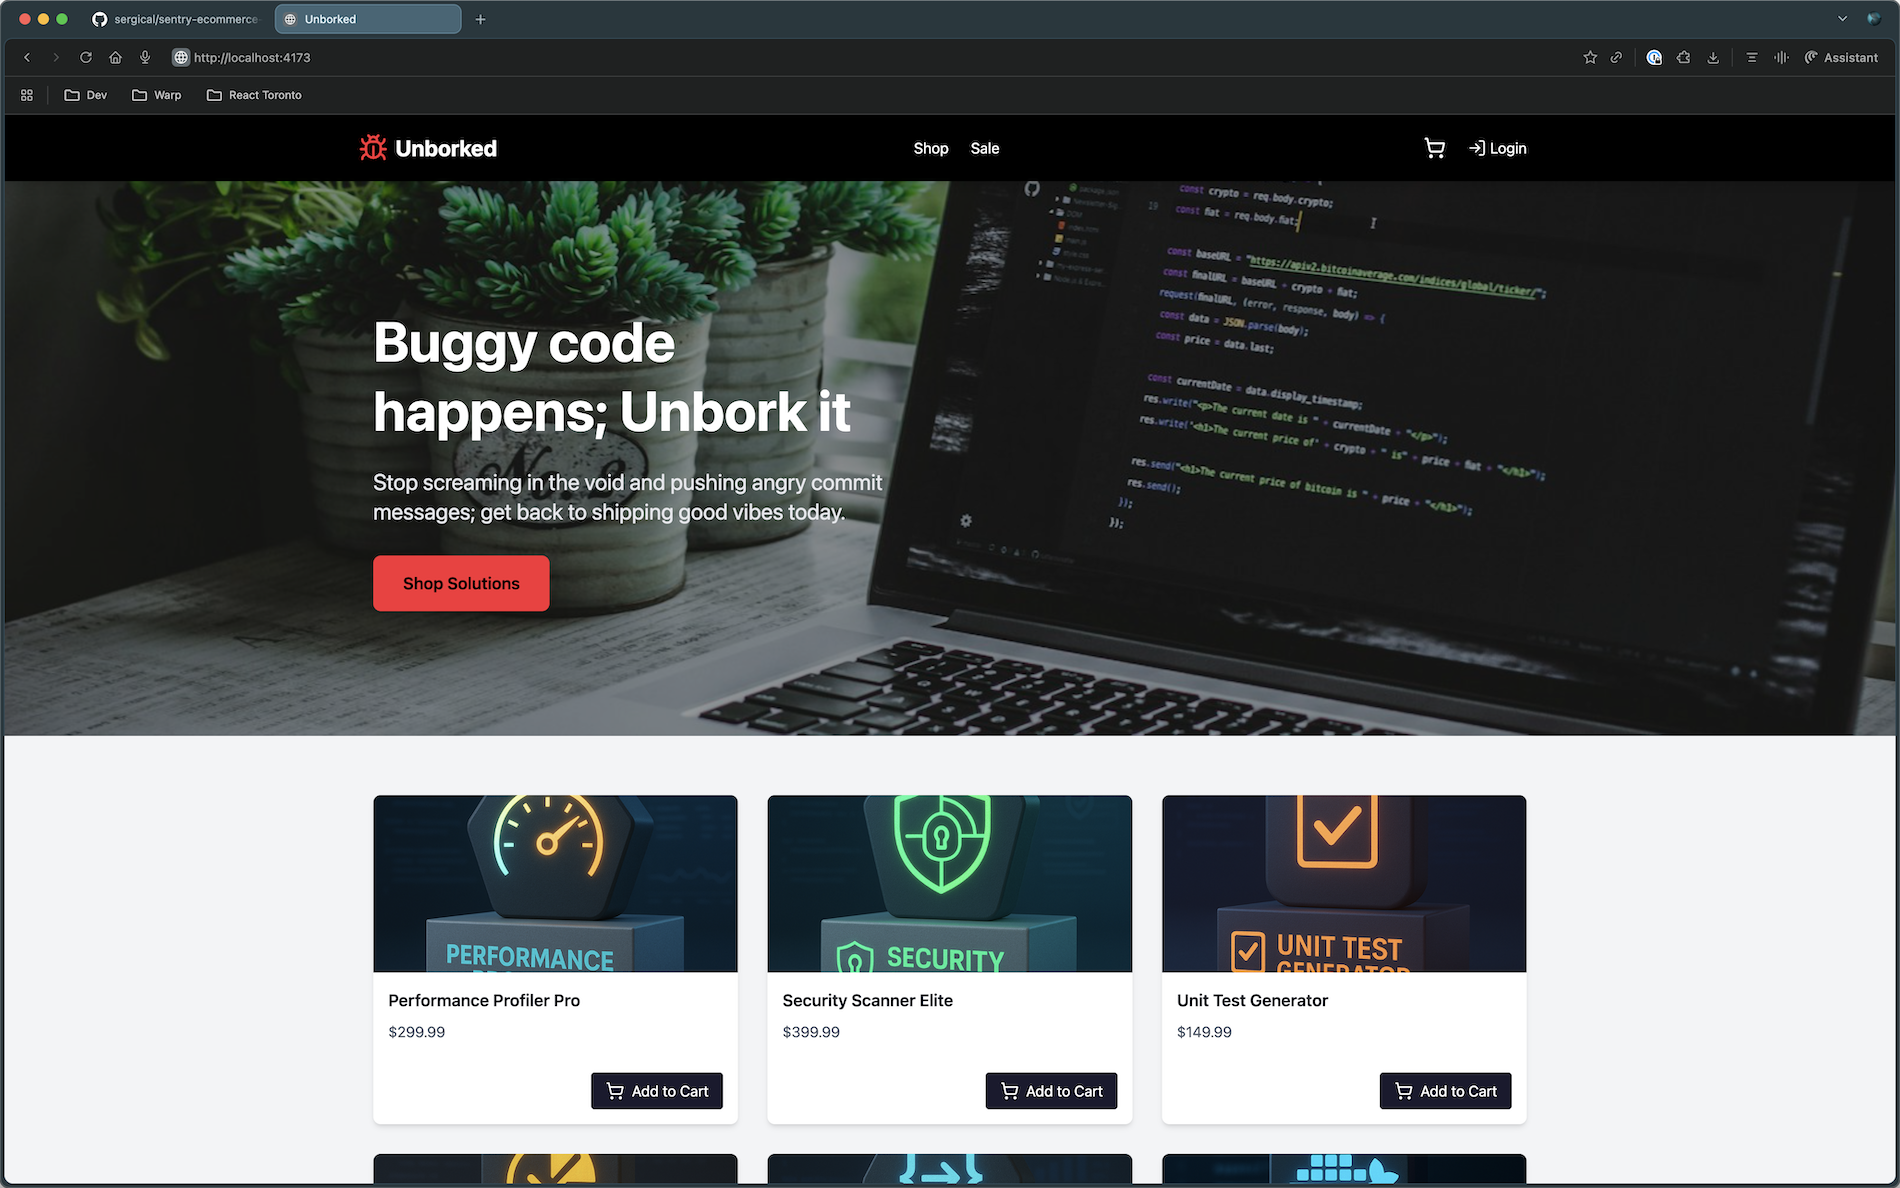 sergical/sentry-ecommerce
Unborked
http://localhost:4173
Assistant
Dev
Warp
React Toronto
Unborked
Shop
Sale
Login
Buggy code
happens; Unbork it
Stop screaming in the void and pushing angry commit
messages; get back to shipping good vibes today.
Shop Solutions
No. 2
package.json
19
const crypto = req.body.crypto;
const fiat = req.body.fiat;
const baseURL = "https://apiv2.bitcoinaverage.com/indices/global/ticker/";
const finalURL = baseURL + crypto + fiat;
request(finalURL, (error, response, body) => {
const data = JSON.parse(body);
const price = data.last;
const currentDate = data.display_timestamp;
res.write("<p>The current date is " + currentDate + "</p>");
res.write("<h1>The current price of" + crypto + " is" + price + fiat + "</h1>");
res.send("<h1>The current price of bitcoin is " + price + "</h1>");
res.send();
});
});
PERFORMANCE
SECURITY
UNIT TEST
GENERATOR
Performance Profiler Pro
$299.99
Add to Cart
Security Scanner Elite
$399.99
Add to Cart
Unit Test Generator
$149.99
Add to Cart